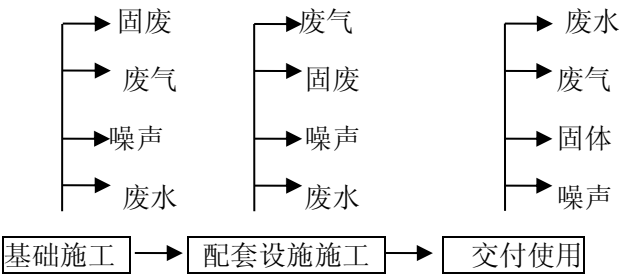 固废 废气 废水
废气 固废 废气
噪声 噪声 固体
废水 废水 噪声
基础施工 配套设施施工 交付使用